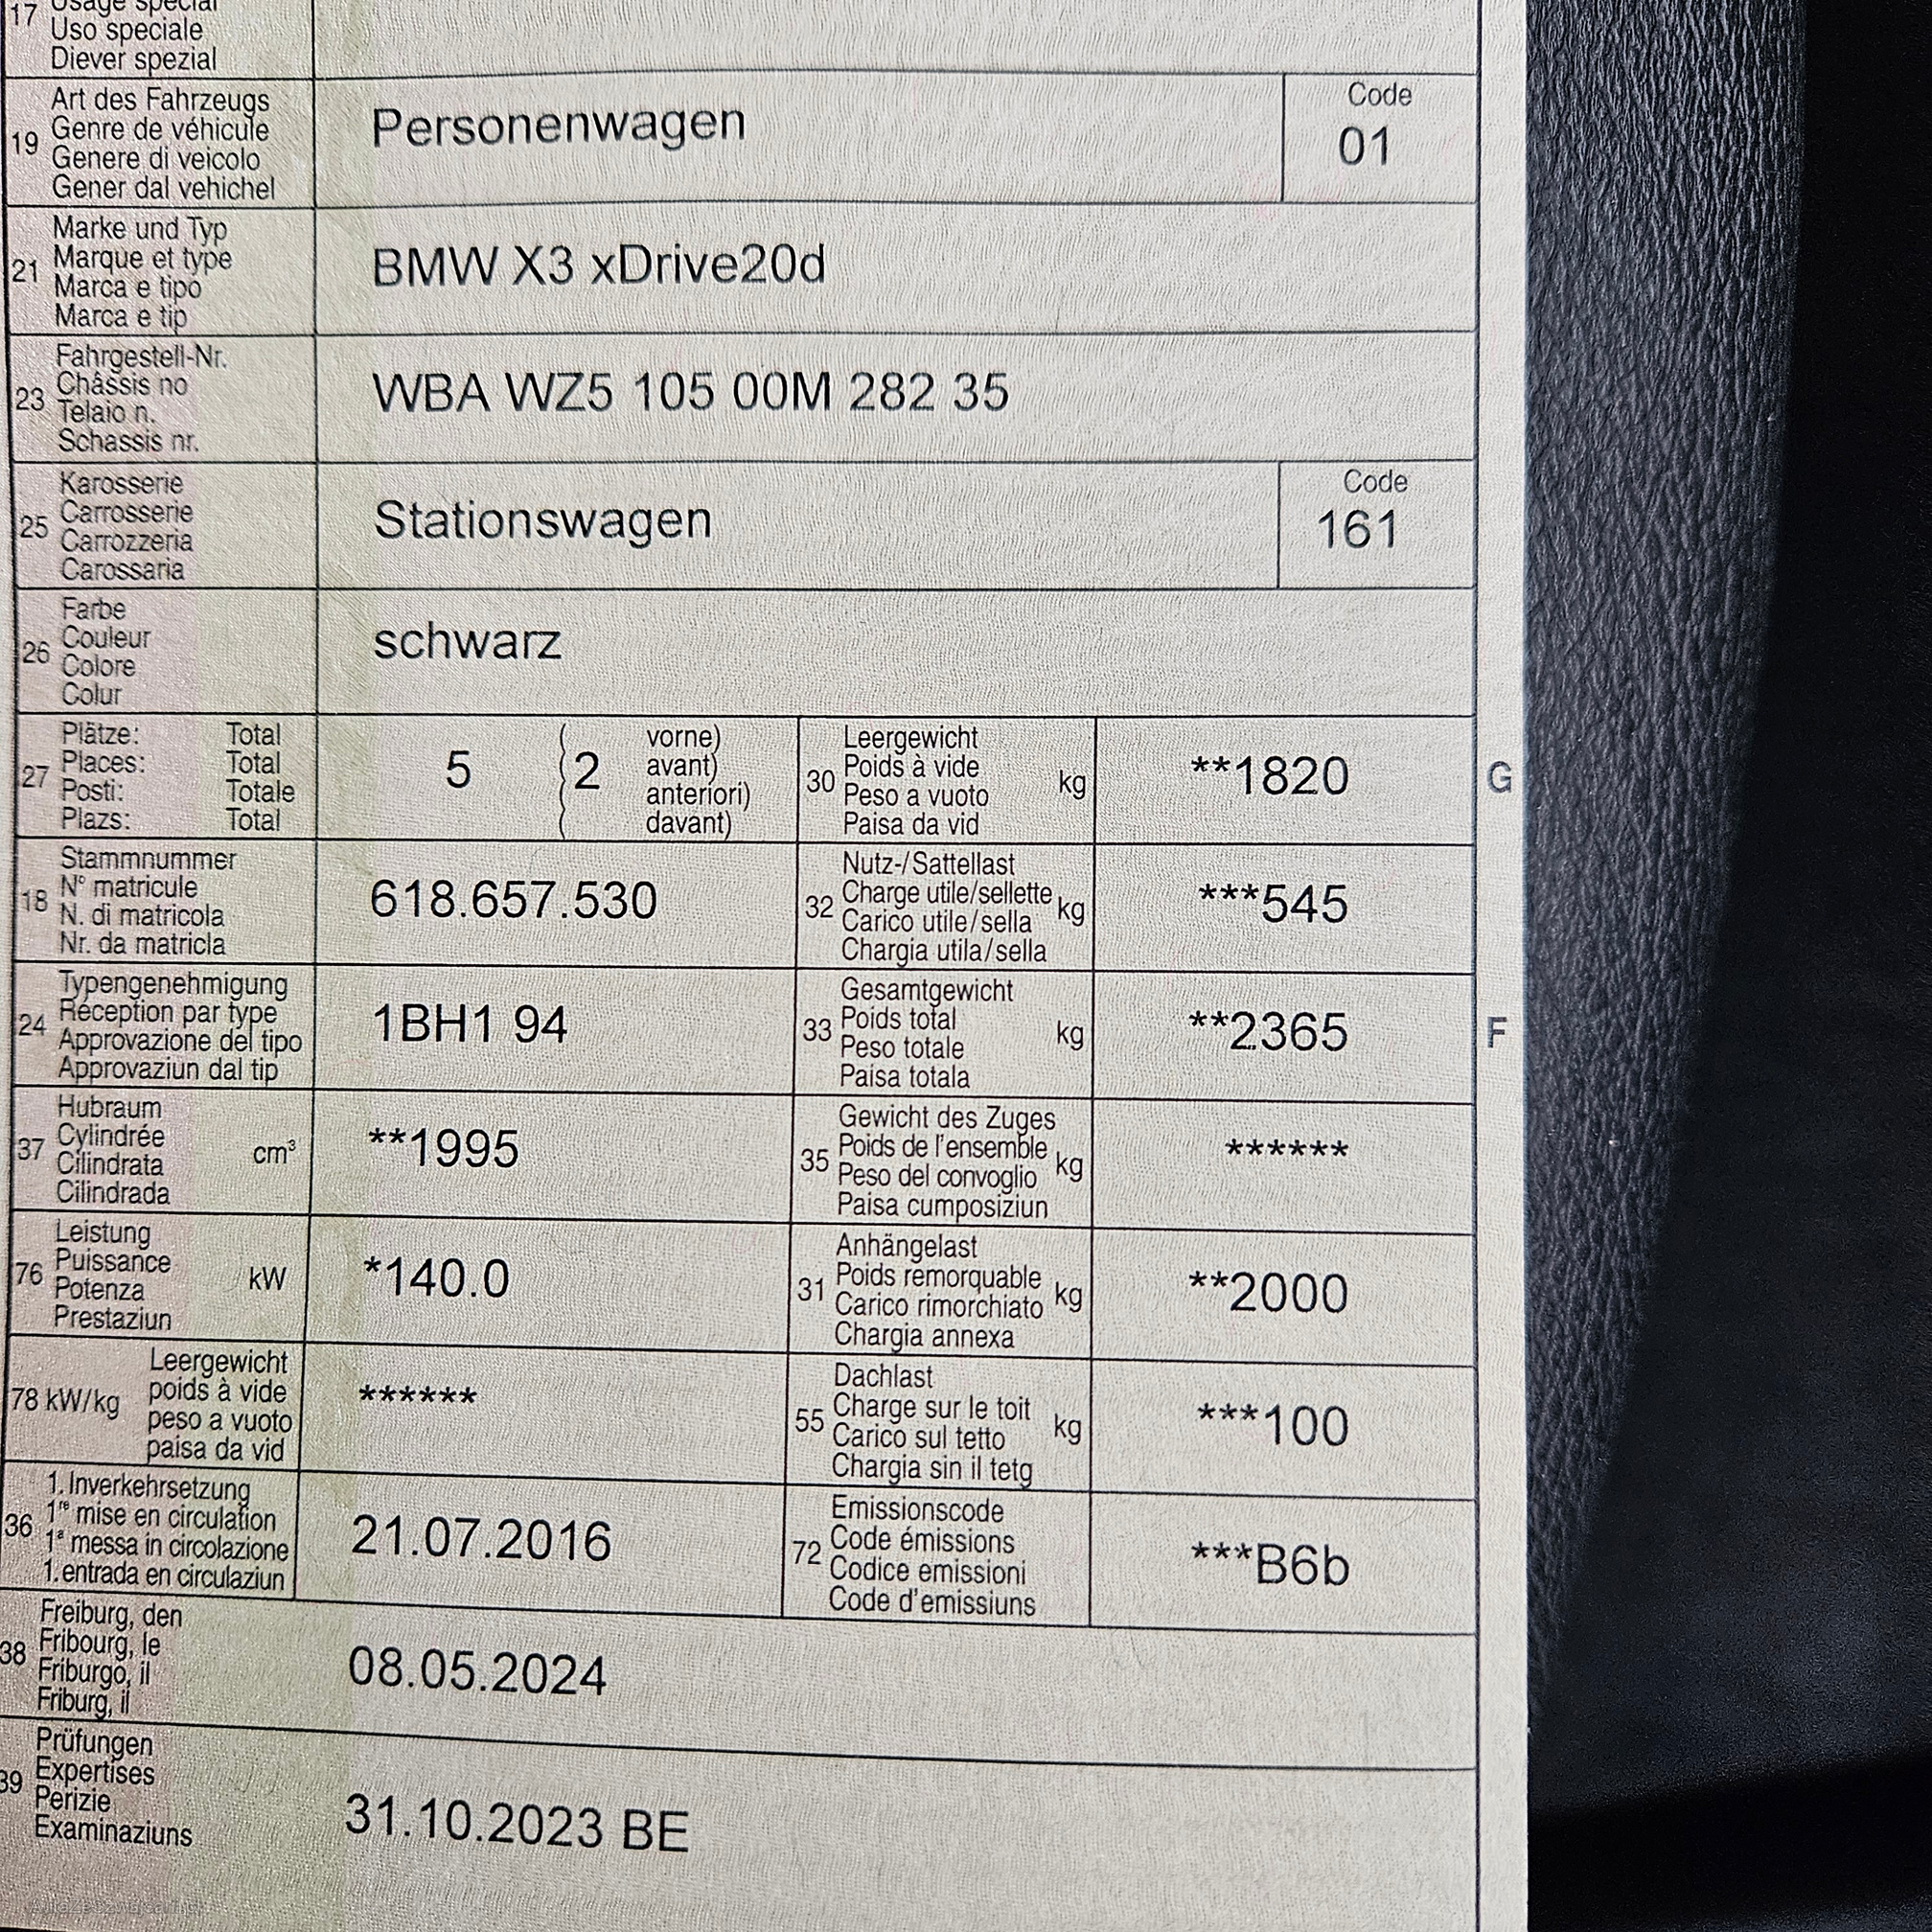 17 Usage spécial
Uso speciale
Diever spezial
19 Art des Fahrzeugs
Genre de véhicule
Genere di veicolo
Gener dal vehichel
Personenwagen
Code
01
21 Marke und Typ
Marque et type
Marca e tipo
Marca e tip
BMW X3 xDrive20d
23 Fahrgestell-Nr.
Châssis no
Telaio n.
Schassis nr.
WBA WZ5 105 00M 282 35
25 Karosserie
Carrosserie
Carrozzeria
Carossaria
Stationswagen
Code
161
26 Farbe
Couleur
Colore
Colur
schwarz
27 Plätze: Total
Places: Total
Posti: Totale
Plazs: Total
5 2
vorne)
avant)
anteriori)
davant)
30 Leergewicht
Poids à vide
Peso a vuoto
Paisa da vid
kg
**1820
G
18 Stammnummer
N° matricule
N. di matricola
Nr. da matricla
618.657.530
32 Nutz-/Sattellast
Charge utile/sellette
Carico utile/sella
Chargia utila/sella
kg
***545
24 Typengenehmigung
Réception par type
Approvazione del tipo
Approvaziun dal tip
1BH1 94
33 Gesamtgewicht
Poids total
Peso totale
Paisa totala
kg
**2365
F
37 Hubraum
Cylindrée
Cilindrata
Cilindrada
cm³
**1995
35 Gewicht des Zuges
Poids de l'ensemble
Peso del convoglio
Paisa cumposiziun
kg
******
76 Leistung
Puissance
Potenza
Prestaziun
kW
*140.0
31 Anhängelast
Poids remorquable
Carico rimorchiato
Chargia annexa
kg
**2000
78 kW/kg
Leergewicht
poids à vide
peso a vuoto
paisa da vid
******
55 Dachlast
Charge sur le toit
Carico sul tetto
Chargia sin il tetg
kg
***100
36 1. Inverkehrsetzung
1re mise en circulation
1a messa in circolazione
1. entrada en circulaziun
21.07.2016
72 Emissionscode
Code émissions
Codice emissioni
Code d'emissiuns
***B6b
38 Freiburg, den
Fribourg, le
Friburgo, il
Friburg, il
08.05.2024
39 Prüfungen
Expertises
Perizie
Examinaziuns
31.10.2023 BE